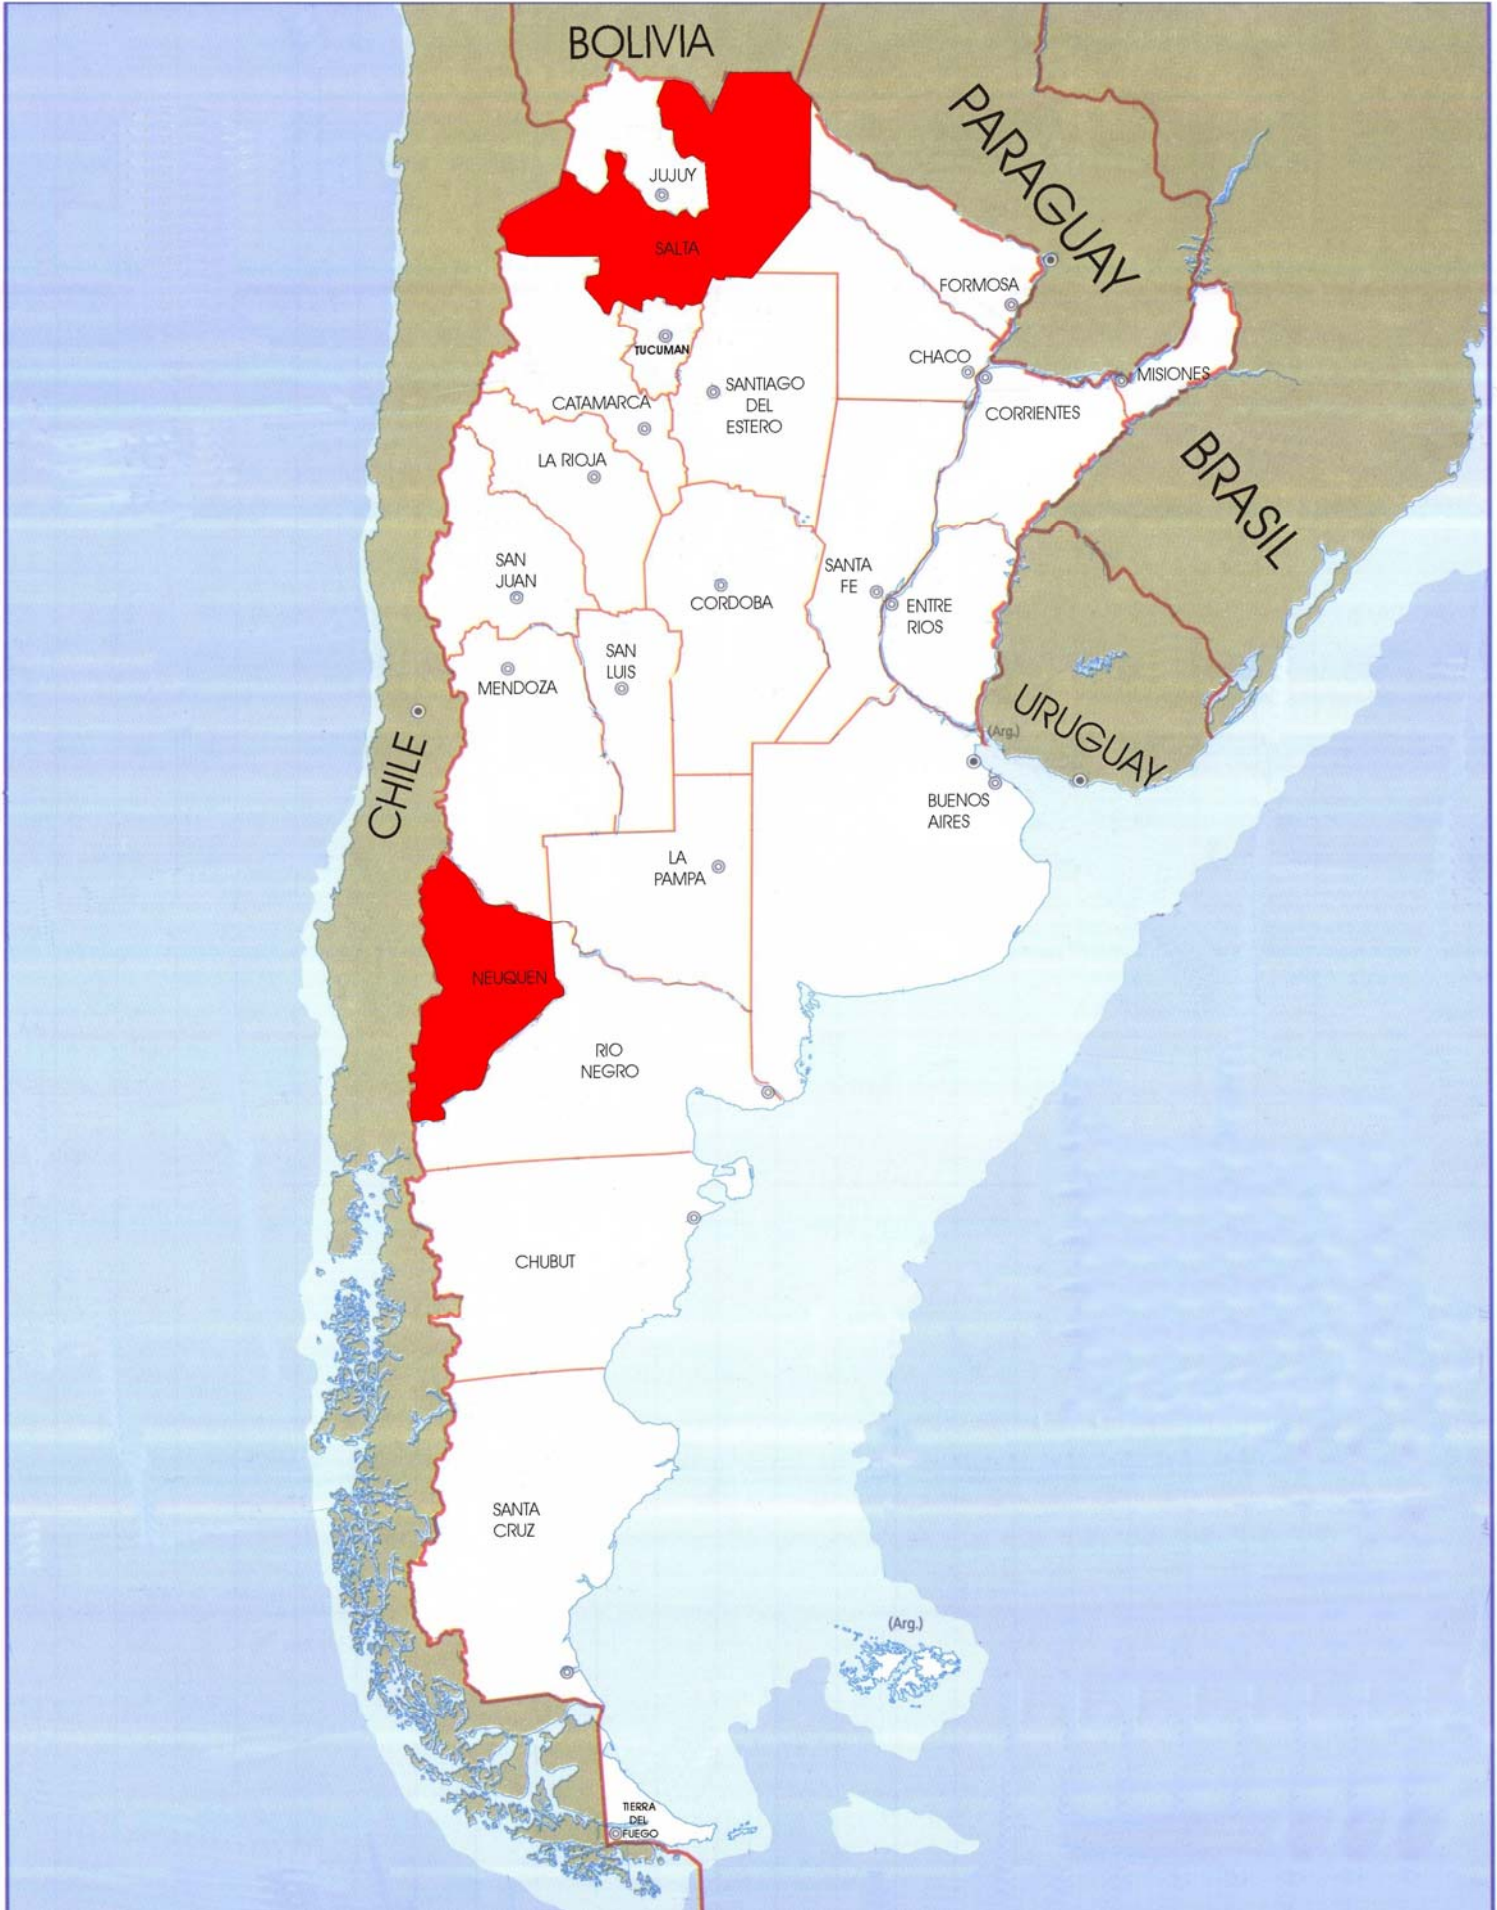 BOLIVIA
PARAGUAY
JUJUY
SALTA
FORMOSA
TUCUMAN
CHACO
MISIONES
SANTIAGO
DEL
ESTERO
CATAMARCA
CORRIENTES
LA RIOJA
BRASIL
SAN
JUAN
SANTA
FE
CORDOBA
ENTRE
RIOS
SAN
LUIS
MENDOZA
URUGUAY
(Arg.)
CHILE
BUENOS
AIRES
LA
PAMPA
NEUQUEN
RIO
NEGRO
CHUBUT
SANTA
CRUZ
(Arg.)
TIERRA
DEL
FUEGO